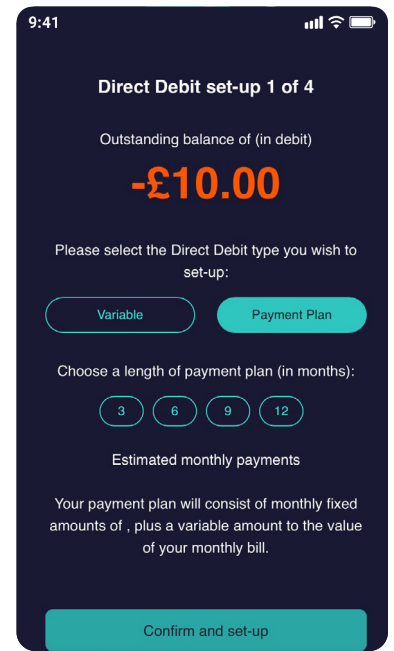 9:41
Direct Debit set-up 1 of 4
Outstanding balance of (in debit)
-£10.00
Please select the Direct Debit type you wish to
set-up:
Variable Payment Plan
Choose a length of payment plan (in months):
3 6 9 12
Estimated monthly payments
Your payment plan will consist of monthly fixed
amounts of , plus a variable amount to the value
of your monthly bill.
Confirm and set-up